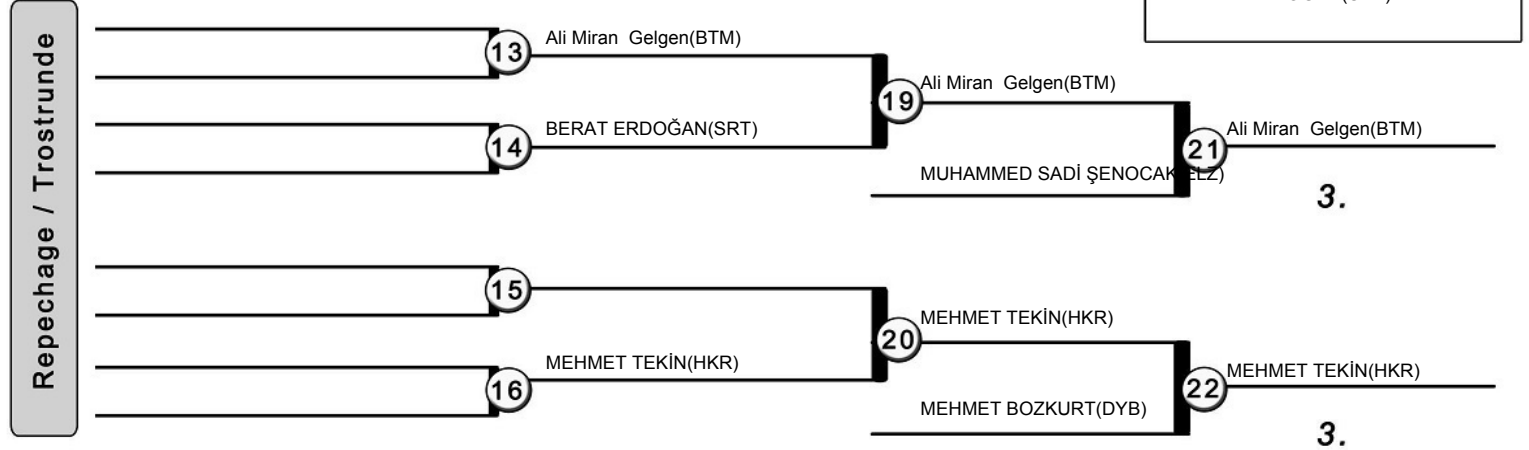 Repechage / Trostrunde
13
Ali Miran Gelgen(BTM)
14
BERAT ERDOĞAN(SRT)
19
Ali Miran Gelgen(BTM)
MUHAMMED SADİ ŞENOCAK(ELZ)
21
Ali Miran Gelgen(BTM)
3.
15
16
MEHMET TEKİN(HKR)
20
MEHMET TEKİN(HKR)
MEHMET BOZKURT(DYB)
22
MEHMET TEKİN(HKR)
3.